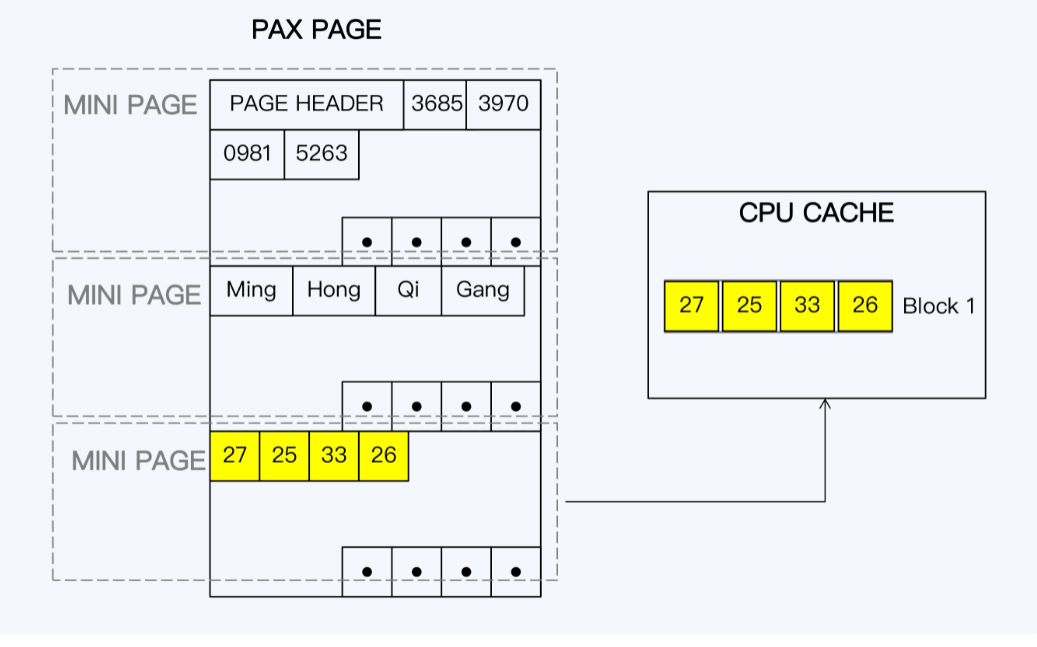 PAX PAGE
MINI PAGE
PAGE HEADER 3685 3970
0981 5263
MINI PAGE
Ming Hong Qi Gang
MINI PAGE
27 25 33 26
CPU CACHE
27 25 33 26 Block 1